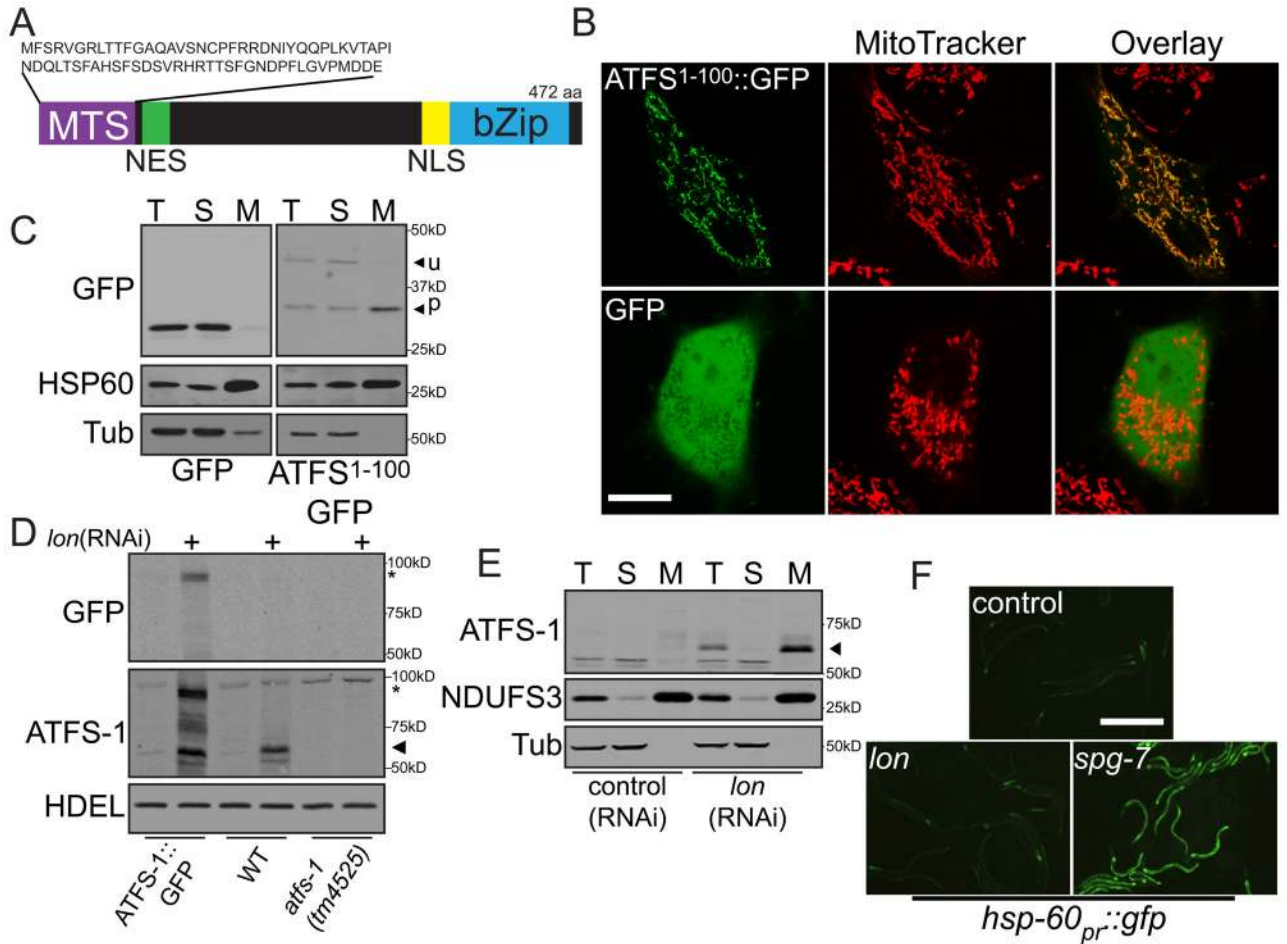 A
MFSRVGRLTTFGAQAVSNCPFRRDNIYQQPLKVTAPI
NDQLTSFAHSFSDSVRHRTTSFGNDPFLGVPMDDE
472 aa
MTS
bZip
NES
NLS
B
MitoTracker
Overlay
ATFS1-100::GFP
GFP
C
T S M T S M
50kD
GFP
u
37kD
p
25kD
HSP60
25kD
Tub
50kD
GFP
ATFS1-100
GFP
D
lon(RNAi) + + +
100kD
*
GFP
75kD
50kD
100kD
*
ATFS-1
75kD
50kD
HDEL
ATFS-1::
GFP
WT
atfs-1
(tm4525)
E
T S M T S M
75kD
ATFS-1
50kD
NDUFS3
25kD
Tub
50kD
control
(RNAi)
lon
(RNAi)
F
control
lon
spg-7
hsp-60pr::gfp